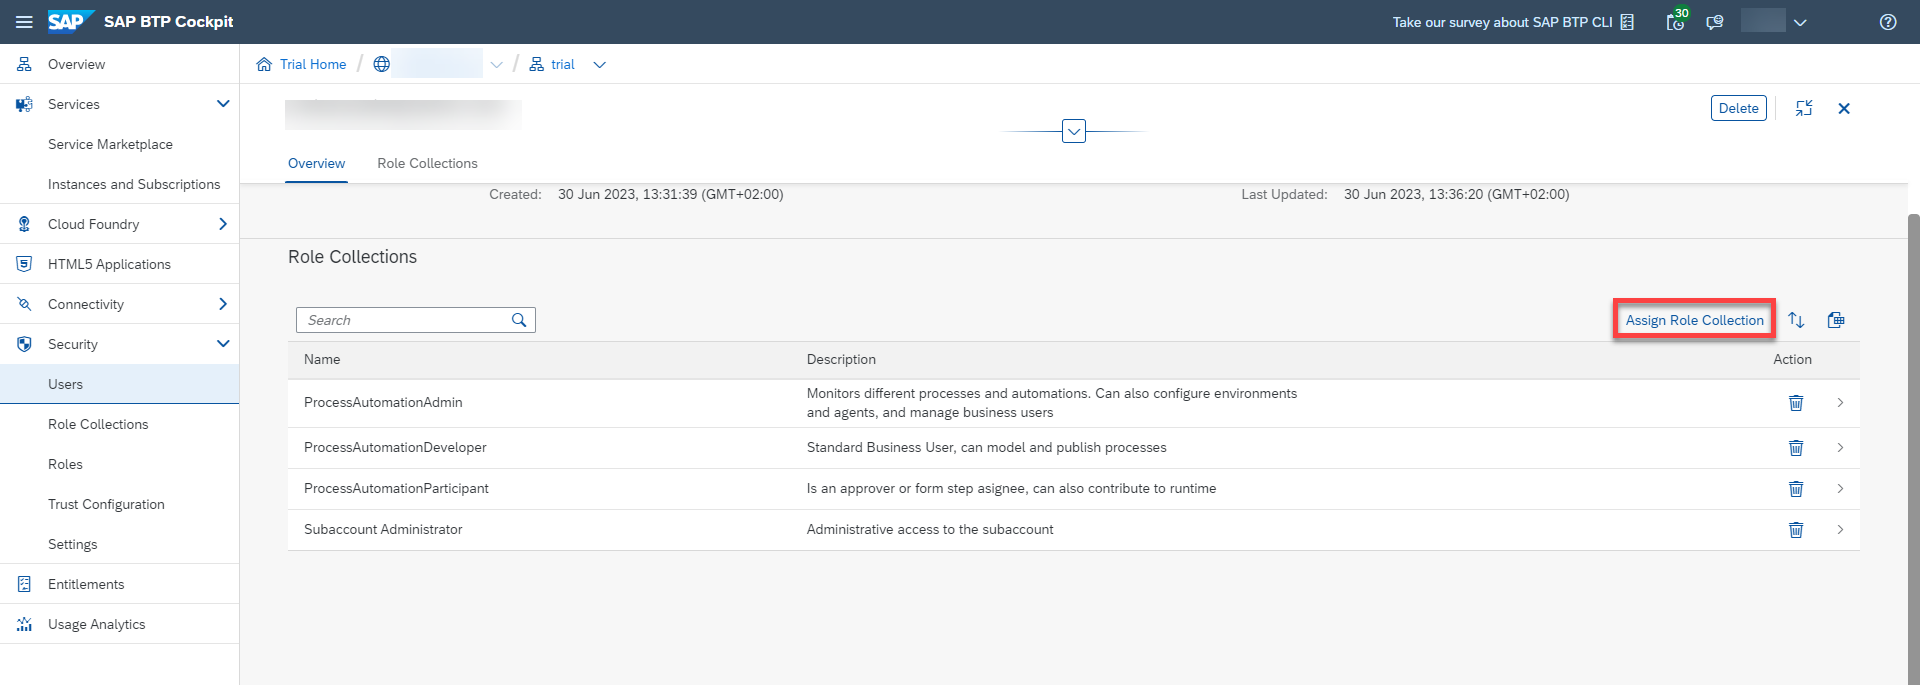 SAP SAP BTP Cockpit
Take our survey about SAP BTP CLI
30
Overview
Services
Service Marketplace
Instances and Subscriptions
Cloud Foundry
HTML5 Applications
Connectivity
Security
Users
Role Collections
Roles
Trust Configuration
Settings
Entitlements
Usage Analytics
Trial Home / / trial
Delete
Overview Role Collections
Created: 30 Jun 2023, 13:31:39 (GMT+02:00) Last Updated: 30 Jun 2023, 13:36:20 (GMT+02:00)
Role Collections
Search
Assign Role Collection
Name Description Action
ProcessAutomationAdmin
Monitors different processes and automations. Can also configure environments
and agents, and manage business users
ProcessAutomationDeveloper Standard Business User, can model and publish processes
ProcessAutomationParticipant Is an approver or form step asignee, can also contribute to runtime
Subaccount Administrator Administrative access to the subaccount